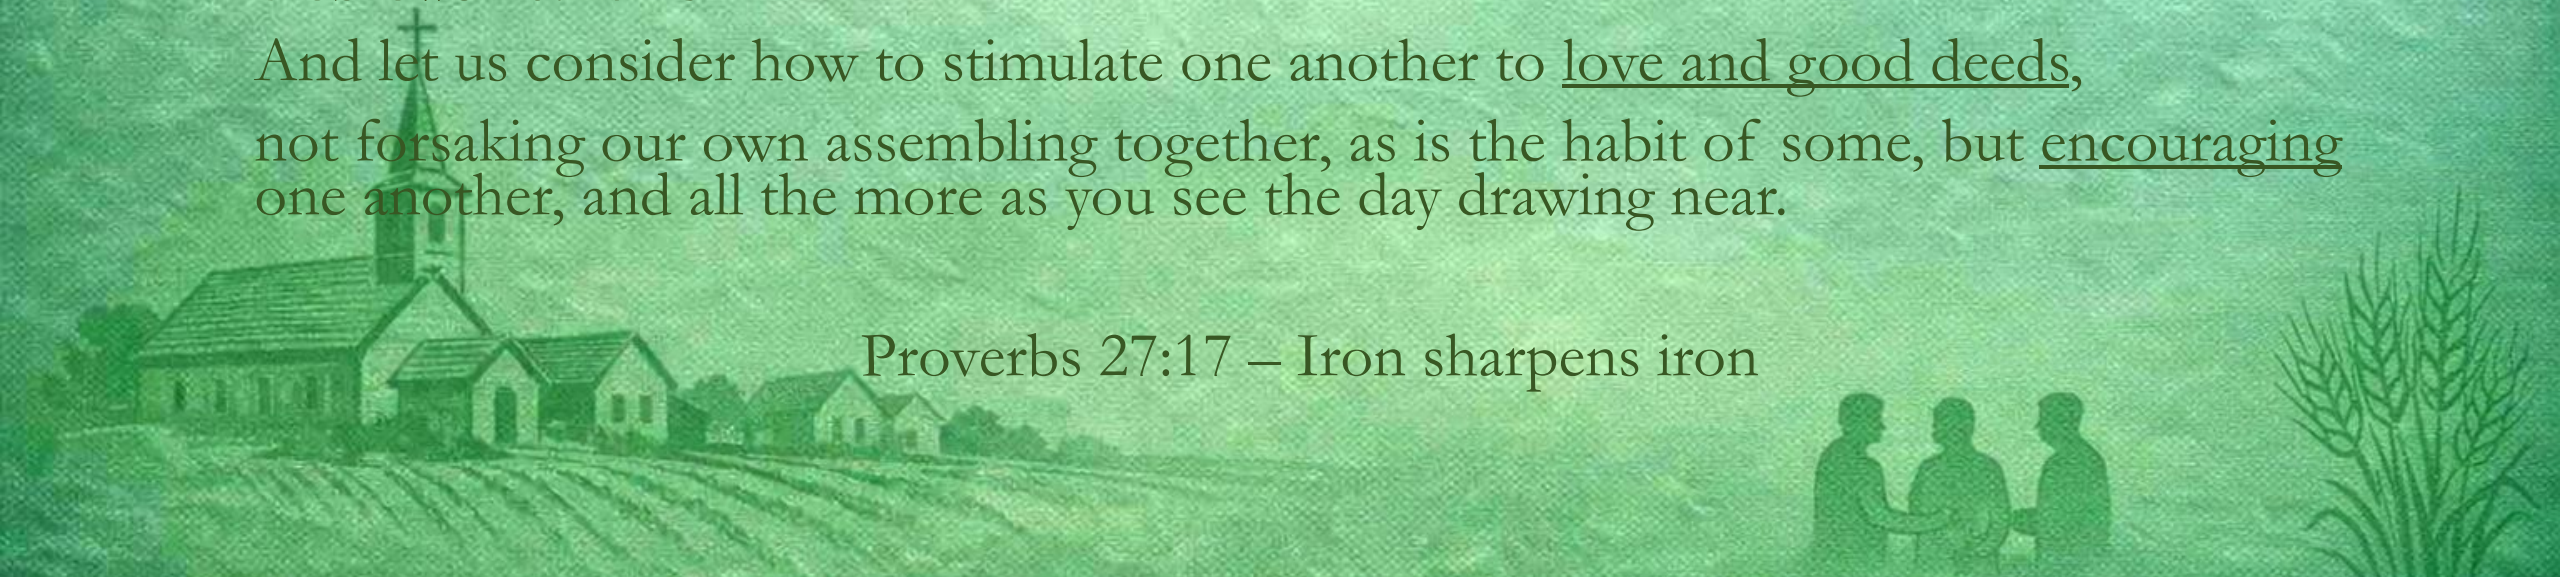 And let us consider how to stimulate one another to love and good deeds,
not forsaking our own assembling together, as is the habit of some, but encouraging
one another, and all the more as you see the day drawing near.
Proverbs 27:17 – Iron sharpens iron